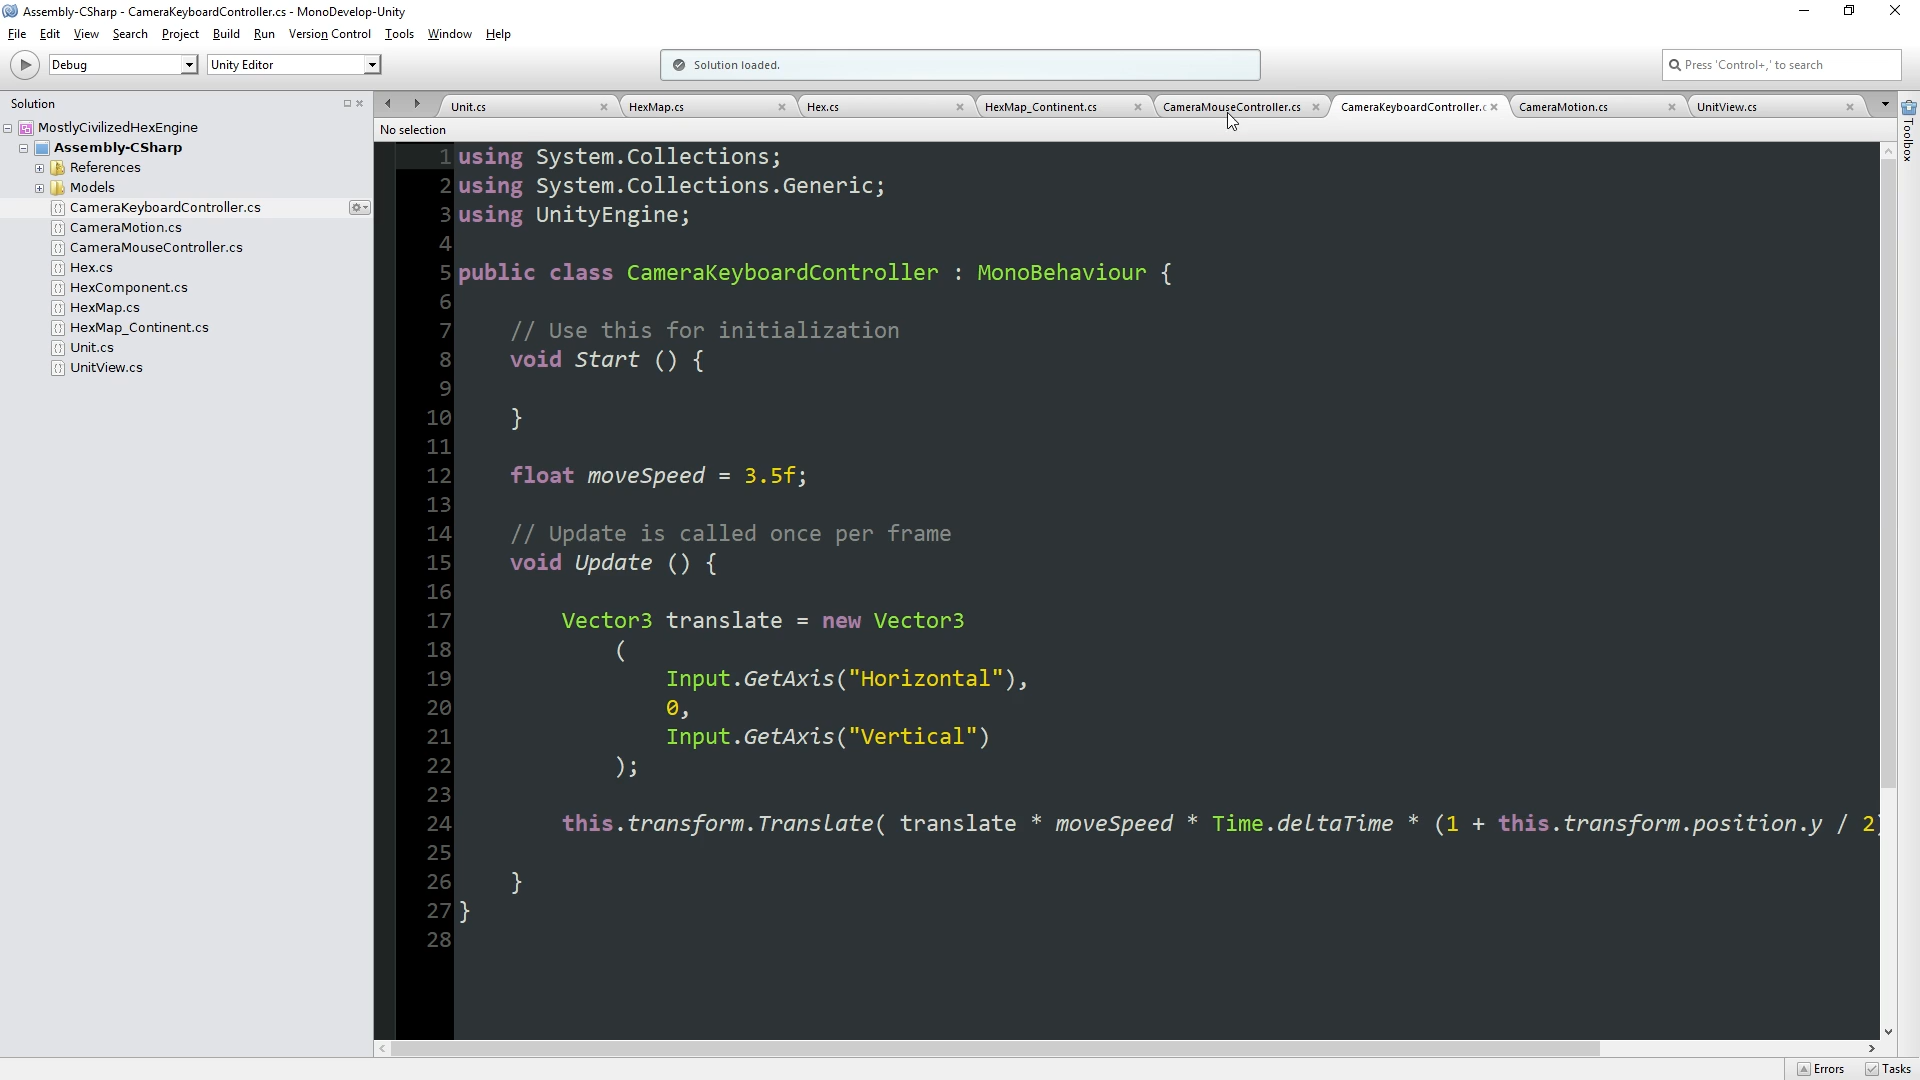 Assembly-CSharp - CameraKeyboardController.cs - MonoDevelop-Unity
File Edit View Search Project Build Run Version Control Tools Window Help
Debug Unity Editor Solution loaded. Press 'Control+,' to search
Solution
Unit.cs HexMap.cs Hex.cs HexMap_Continent.cs CameraMouseController.cs CameraKeyboardController.c CameraMotion.cs UnitView.cs
Toolbox
No selection
MostlyCivilizedHexEngine
Assembly-CSharp
References
Models
CameraKeyboardController.cs
CameraMotion.cs
CameraMouseController.cs
Hex.cs
HexComponent.cs
HexMap.cs
HexMap_Continent.cs
Unit.cs
UnitView.cs
1 using System.Collections;
2 using System.Collections.Generic;
3 using UnityEngine;
4
5 public class CameraKeyboardController : MonoBehaviour {
6
7 // Use this for initialization
8 void Start () {
9
10 }
11
12 float moveSpeed = 3.5f;
13
14 // Update is called once per frame
15 void Update () {
16
17 Vector3 translate = new Vector3
18 (
19 Input.GetAxis("Horizontal"),
20 0,
21 Input.GetAxis("Vertical")
22 );
23
24 this.transform.Translate( translate * moveSpeed * Time.deltaTime * (1 + this.transform.position.y / 2)
25
26 }
27 }
28
Errors Tasks